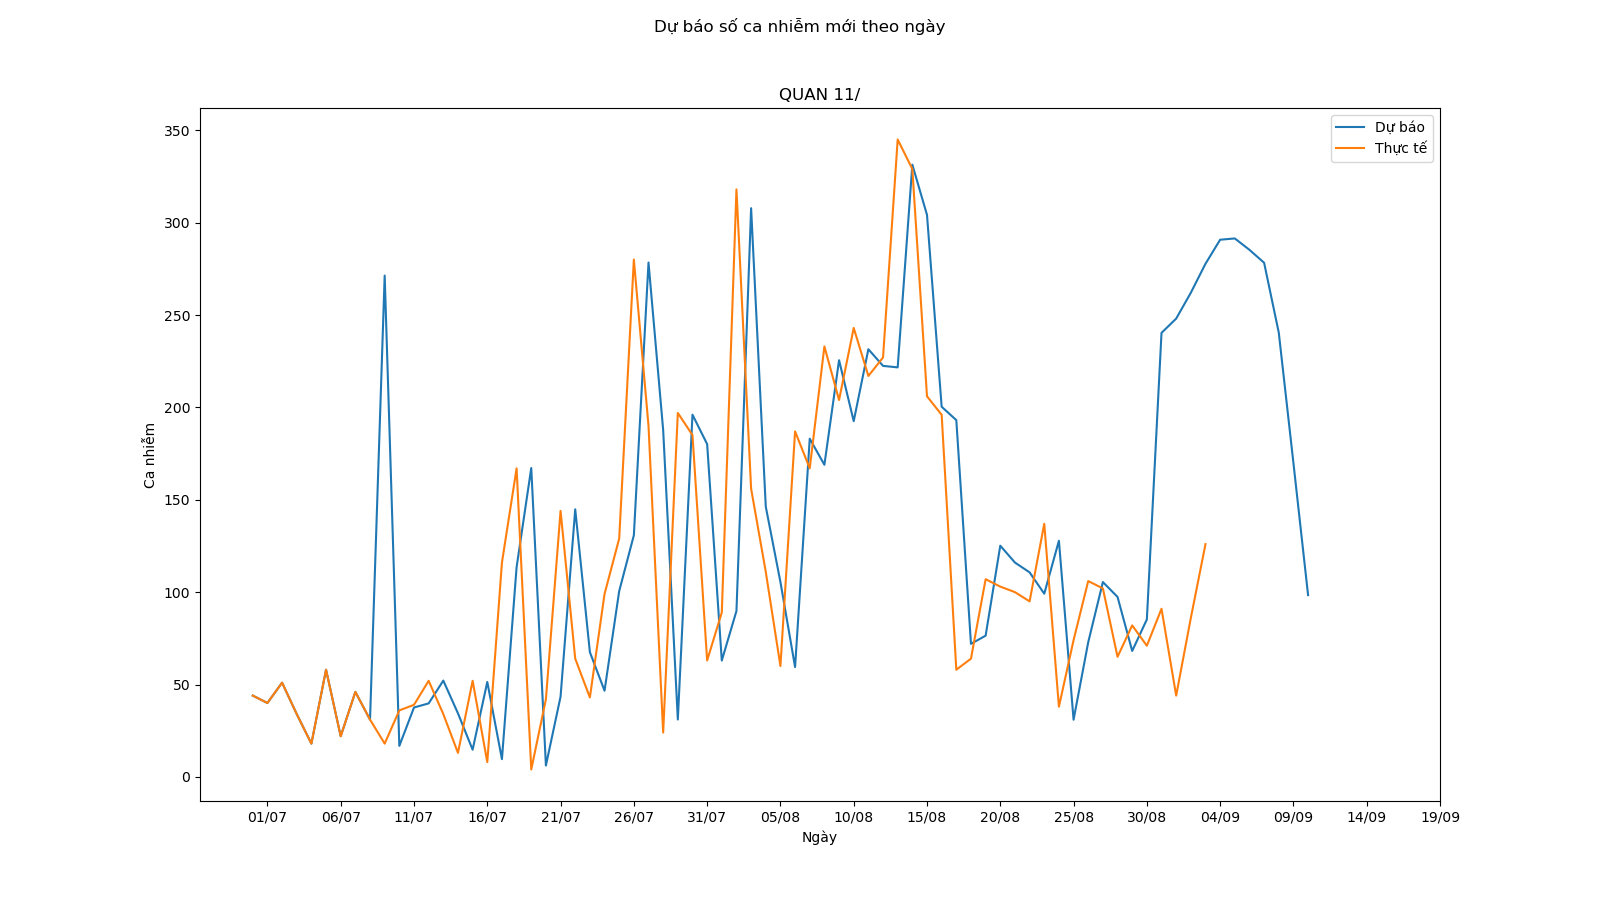 Dự báo số ca nhiễm mới theo ngày
QUAN 11/
Dự báo
Thực tế
350
300
250
200
150
100
50
0
Ca nhiễm
01/07 06/07 11/07 16/07 21/07 26/07 31/07 05/08 10/08 15/08 20/08 25/08 30/08 04/09 09/09 14/09 19/09
Ngày